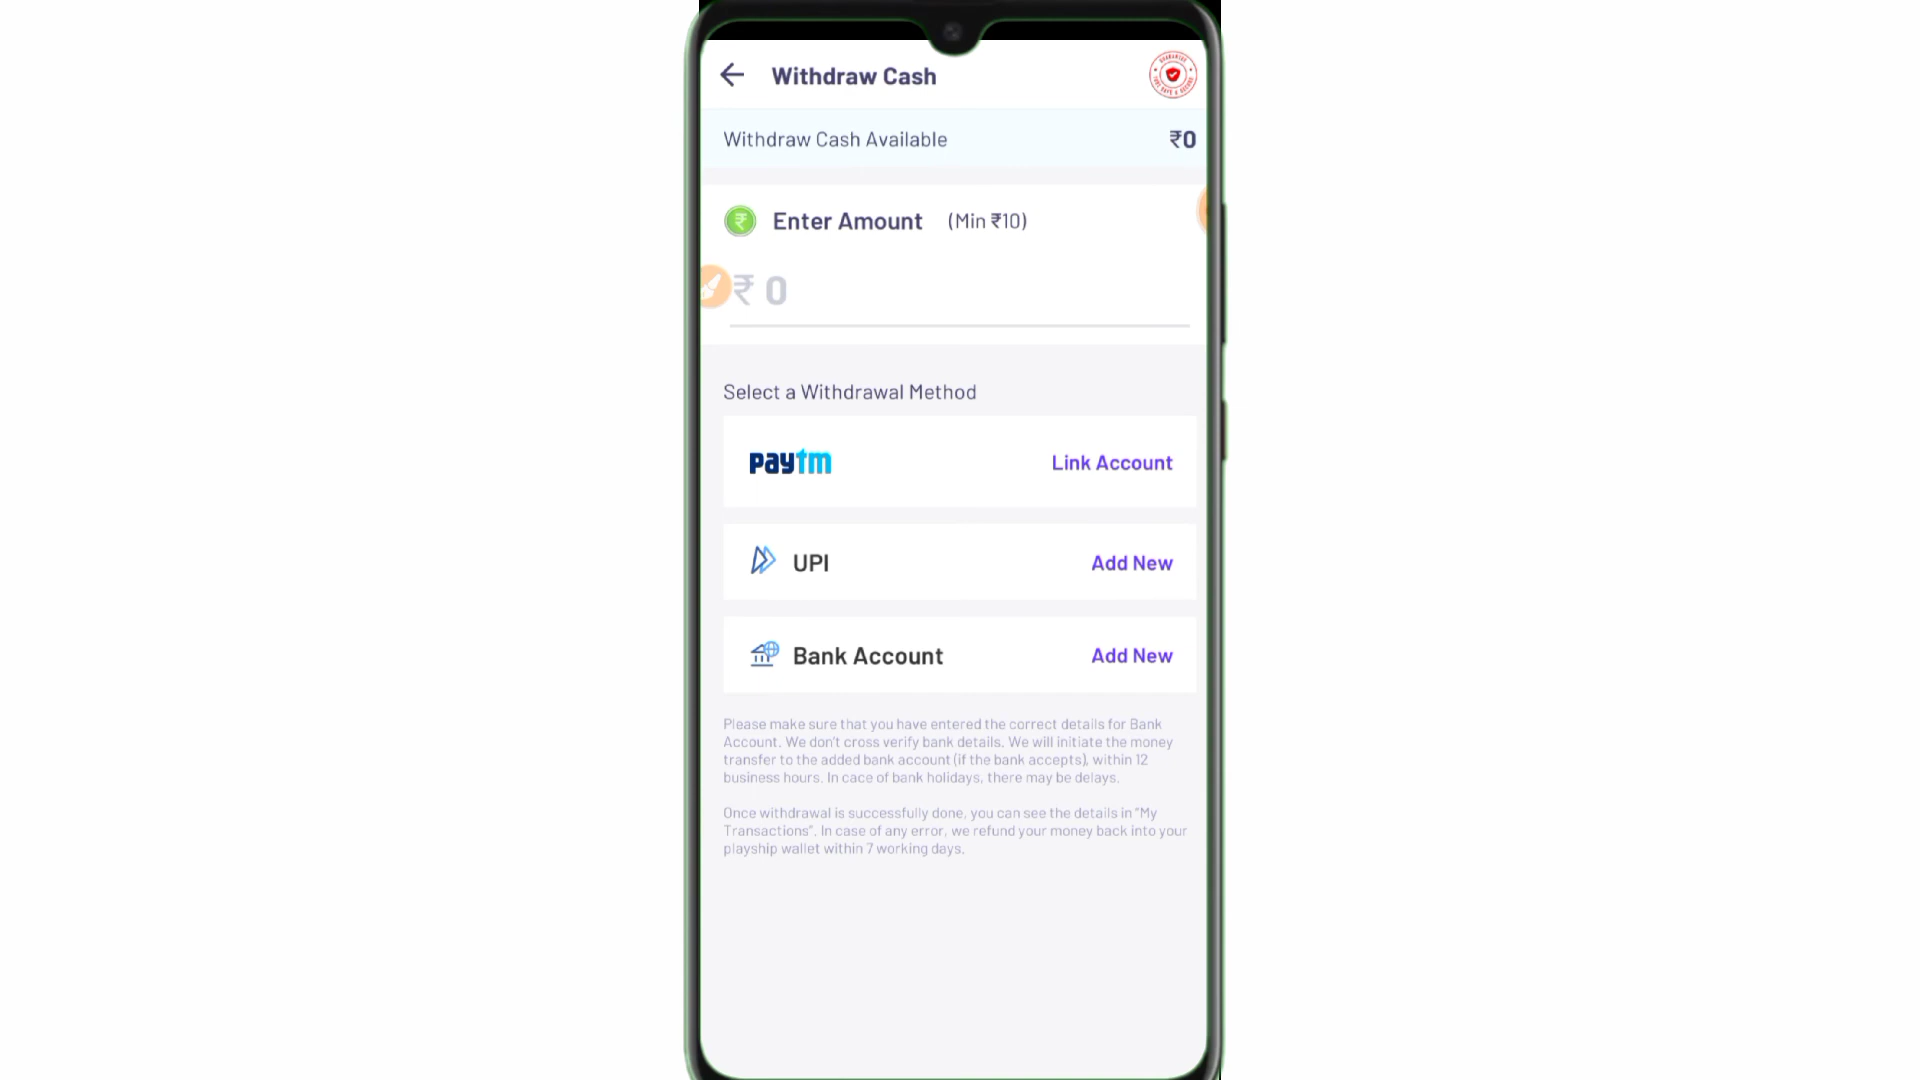 Withdraw Cash
Withdraw Cash Available ₹0
Enter Amount (Min ₹10)
₹ 0
Select a Withdrawal Method
paytm Link Account
UPI Add New
Bank Account Add New
Please make sure that you have entered the correct details for Bank
Account. We don't cross verify bank details. We will initiate the money
transfer to the added bank account (if the bank accepts), within 12
business hours. In cace of bank holidays, there may be delays.
Once withdrawal is successfully done, you can see the details in "My
Transactions". In case of any error, we refund your money back into your
playship wallet within 7 working days.